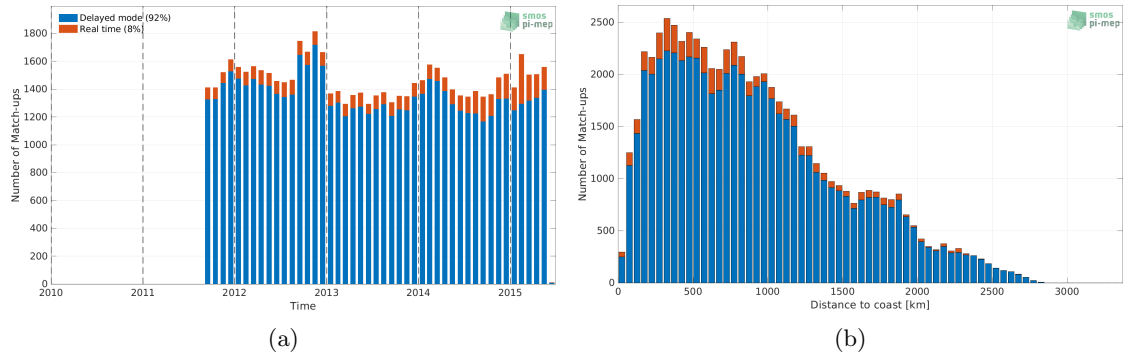 Delayed mode (92%)
Real time (8%)
smos
pi-mep
Number of Match-ups
1800
1600
1400
1200
1000
800
600
400
200
0
2010
2011
2012
2013
2014
2015
Time
(a)
smos
pi-mep
Number of Match-ups
2500
2000
1500
1000
500
0
0
500
1000
1500
2000
2500
3000
Distance to coast [km]
(b)